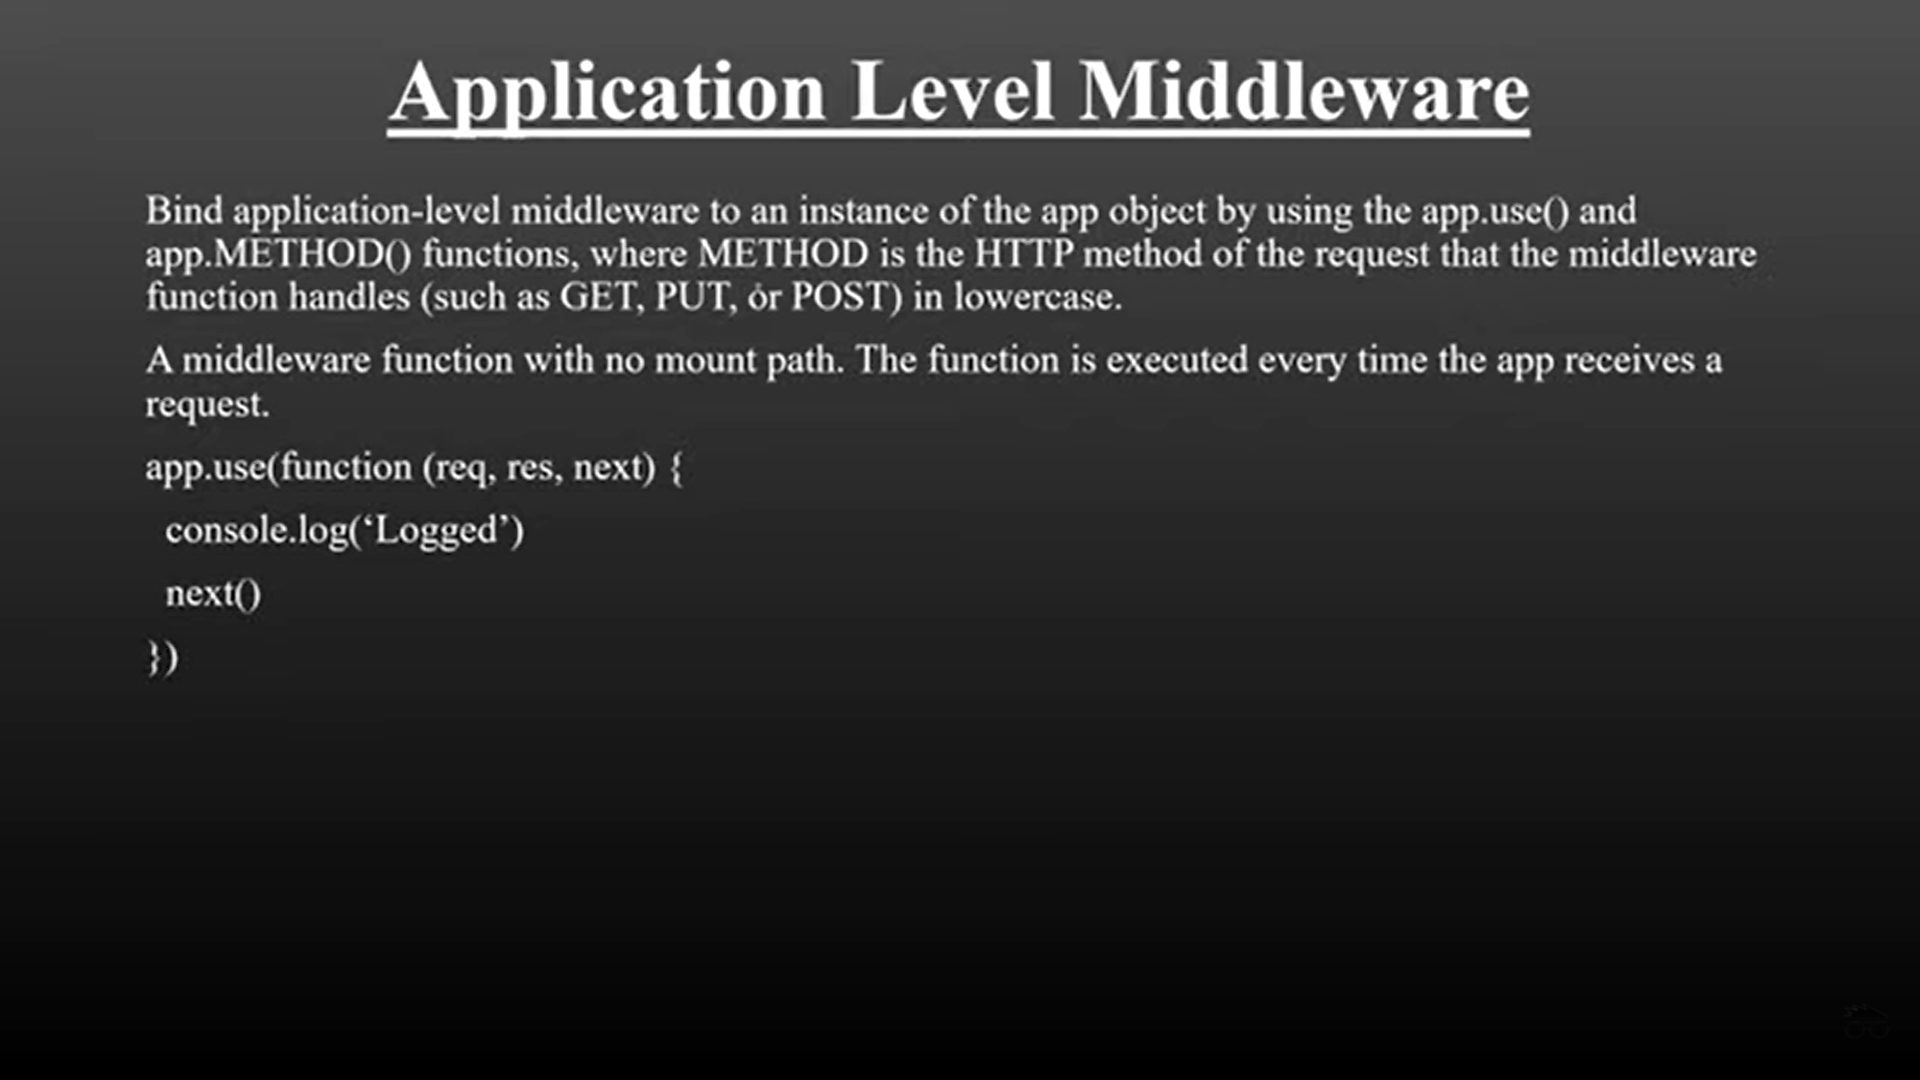 Application Level Middleware
Bind application-level middleware to an instance of the app object by using the app.use() and
app.METHOD() functions, where METHOD is the HTTP method of the request that the middleware
function handles (such as GET, PUT, or POST) in lowercase.
A middleware function with no mount path. The function is executed every time the app receives a
request.
app.use(function (req, res, next) {
console.log(‘Logged’)
next()
})